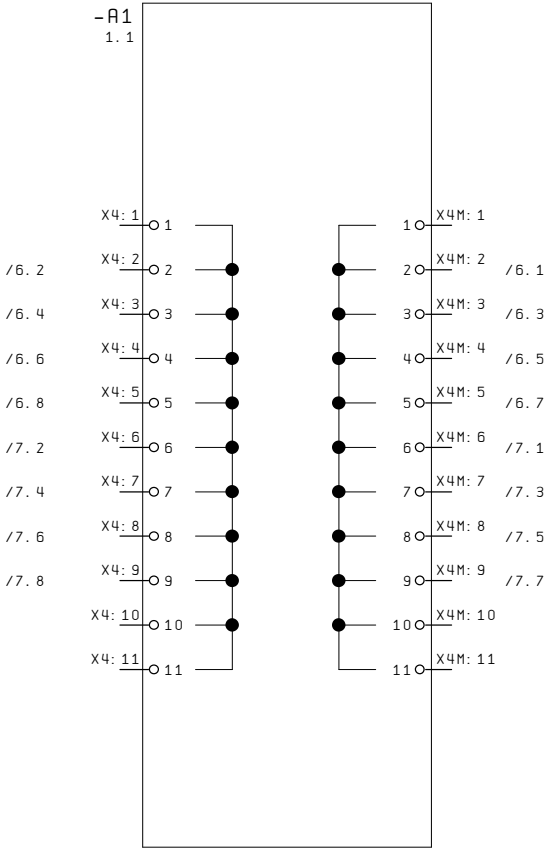 -A1
1.1
X4:1 1 1 X4M:1
/6.2 X4:2 2 2 X4M:2 /6.1
/6.4 X4:3 3 3 X4M:3 /6.3
/6.6 X4:4 4 4 X4M:4 /6.5
/6.8 X4:5 5 5 X4M:5 /6.7
/7.2 X4:6 6 6 X4M:6 /7.1
/7.4 X4:7 7 7 X4M:7 /7.3
/7.6 X4:8 8 8 X4M:8 /7.5
/7.8 X4:9 9 9 X4M:9 /7.7
X4:10 10 10 X4M:10
X4:11 11 11 X4M:11